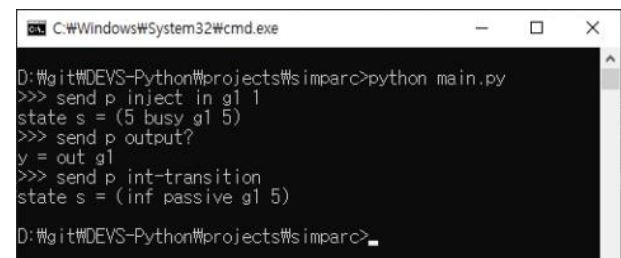 C:₩Windows₩System32₩cmd.exe
D:₩git₩DEVS-Python₩projects₩simparc>python main.py
>>> send p inject in g1 1
state s = (5 busy g1 5)
>>> send p output?
y = out g1
>>> send p int-transition
state s = (inf passive g1 5)
D:₩git₩DEVS-Python₩projects₩simparc>